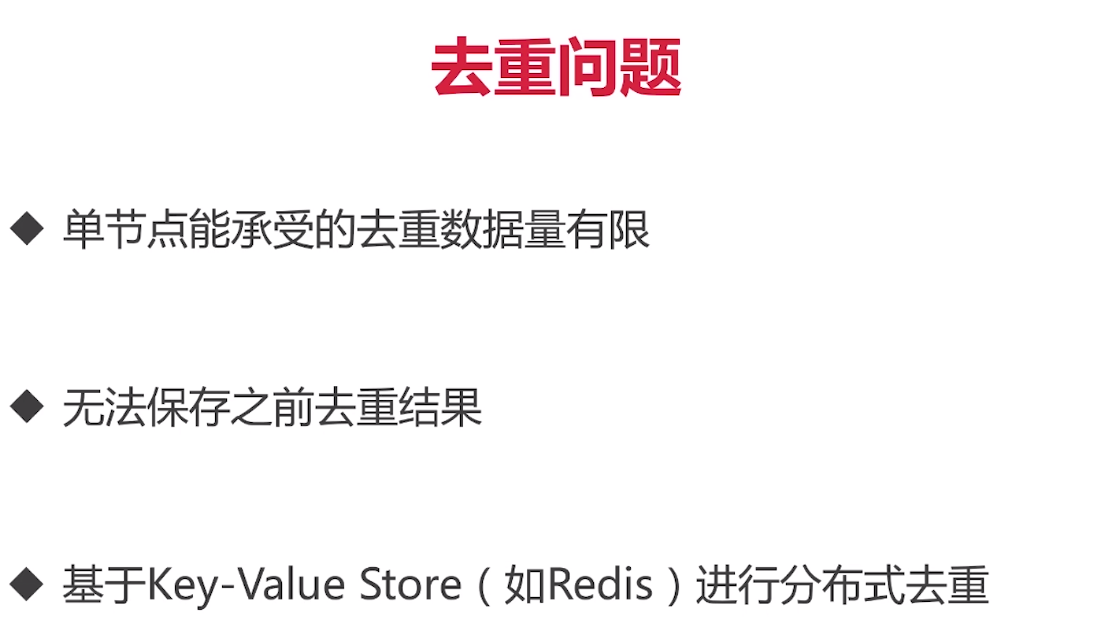 去重问题
◆ 单节点能承受的去重数据量有限
◆ 无法保存之前去重结果
◆ 基于Key-Value Store（如Redis）进行分布式去重